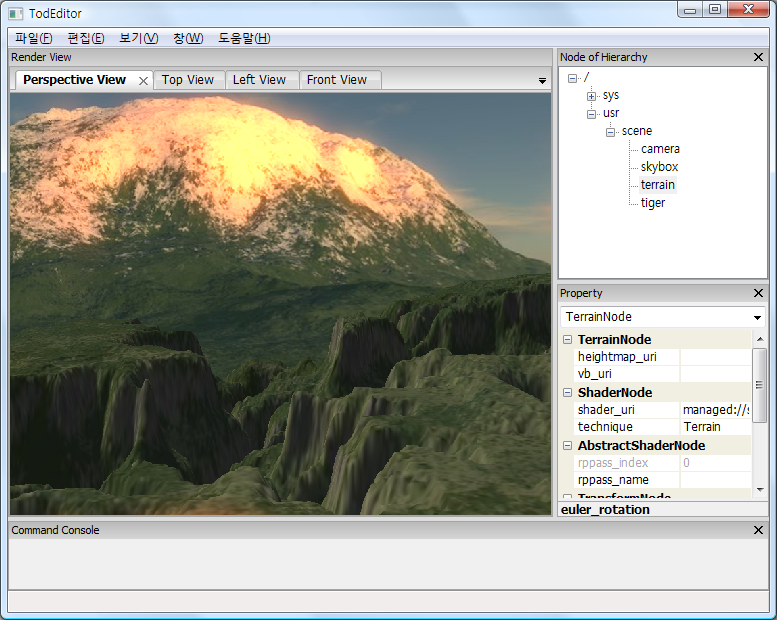 TodEditor
파일(F) 편집(E) 보기(V) 창(W) 도움말(H)
Render View
Perspective View Top View Left View Front View
Node of Hierarchy
/
sys
usr
scene
camera
skybox
terrain
tiger
Property
TerrainNode
TerrainNode
heightmap_uri
vb_uri
ShaderNode
shader_uri managed://s
technique Terrain
AbstractShaderNode
rppass_index 0
rppass_name
TransformNode
euler_rotation
Command Console